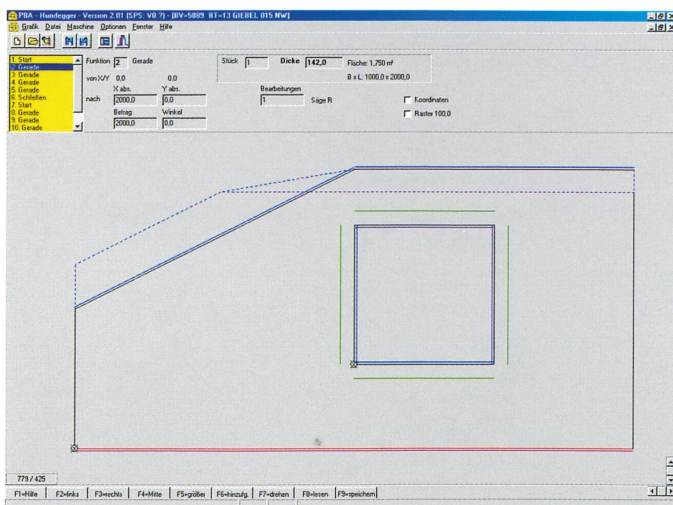 PBA - Hundegger - Version 2.01 (SPS: V0.?) - [BV=5889 BT=13 GIEBEL 015 NW]
Grafik Datei Maschine Optionen Fenster Hilfe
1. Start
2. Gerade
3. Gerade
4. Gerade
5. Gerade
6. Schließen
7. Start
8. Gerade
9. Gerade
10. Gerade
Funktion 2 Gerade
von X/Y 0,0 0,0
X abs. Y abs.
nach 2000,0 0,0
Betrag Winkel
2000,0 0,0
Stück 1 Dicke 142,0 Fläche: 1,750 m²
B x L: 1000,0 x 2000,0
Bearbeitungen
1 Säge R
Koordinaten
Raster 100,0
779 / 425
F1=Hilfe F2=links F3=rechts F4=Mitte F5=größer F6=hinzufg. F7=drehen F8=lesen F9=speichern